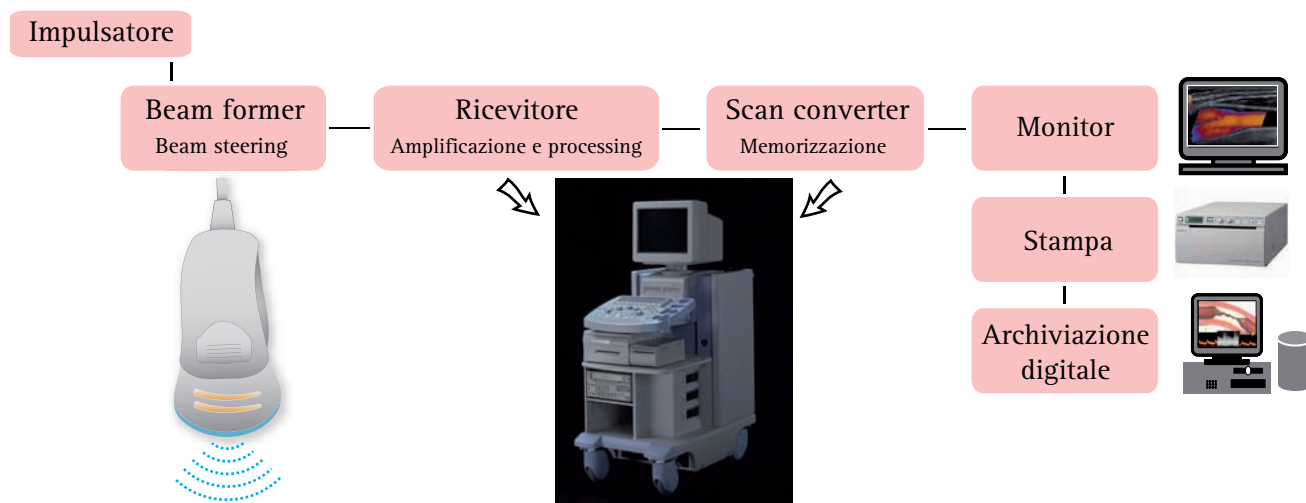 Impulsatore
Beam former
Beam steering
Ricevitore
Amplificazione e processing
Scan converter
Memorizzazione
Monitor
Stampa
Archiviazione
digitale